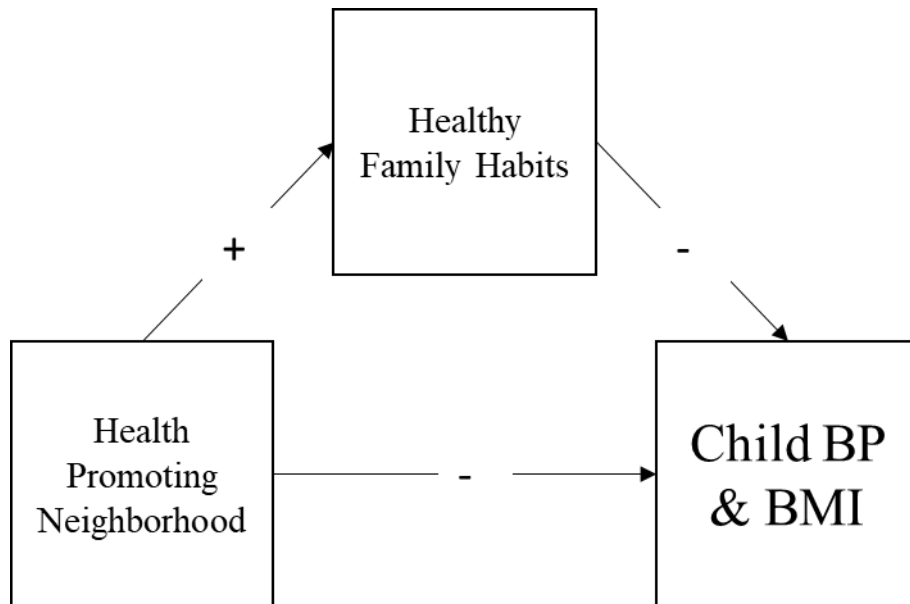 Healthy
Family Habits
+
-
Health
Promoting
Neighborhood
-
Child BP
& BMI